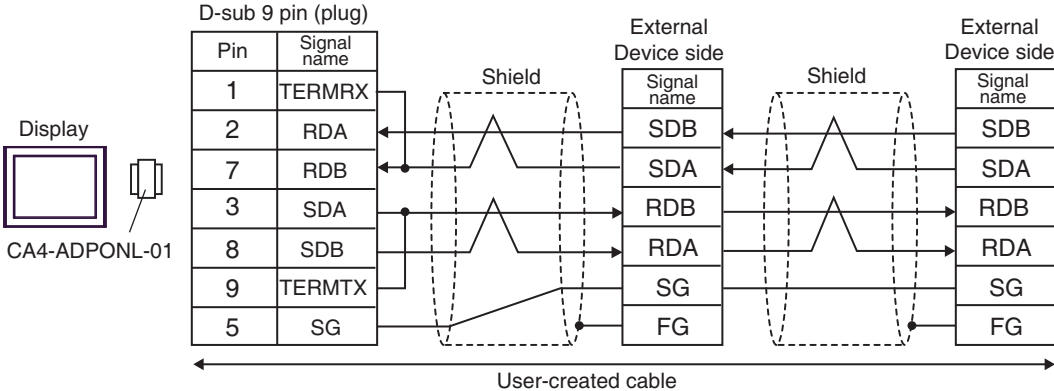 D-sub 9 pin (plug)
Pin Signal name
1 TERMRX
2 RDA
7 RDB
3 SDA
8 SDB
9 TERMTX
5 SG
Display
CA4-ADPONL-01
Shield
External
Device side
Signal name
SDB
SDA
RDB
RDA
SG
FG
Shield
External
Device side
Signal name
SDB
SDA
RDB
RDA
SG
FG
User-created cable